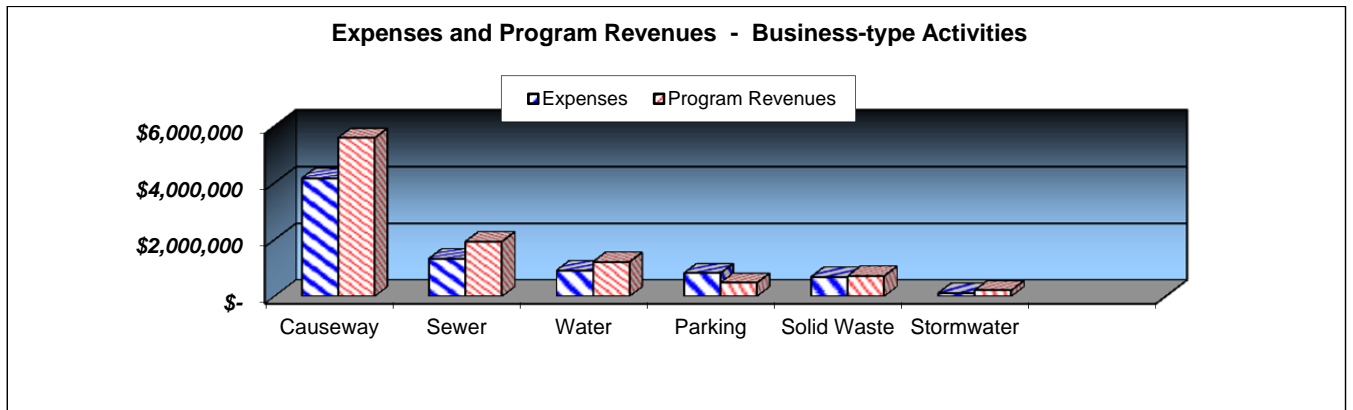 Expenses and Program Revenues - Business-type Activities
Expenses Program Revenues
$6,000,000
$4,000,000
$2,000,000
$-
Causeway Sewer Water Parking Solid Waste Stormwater